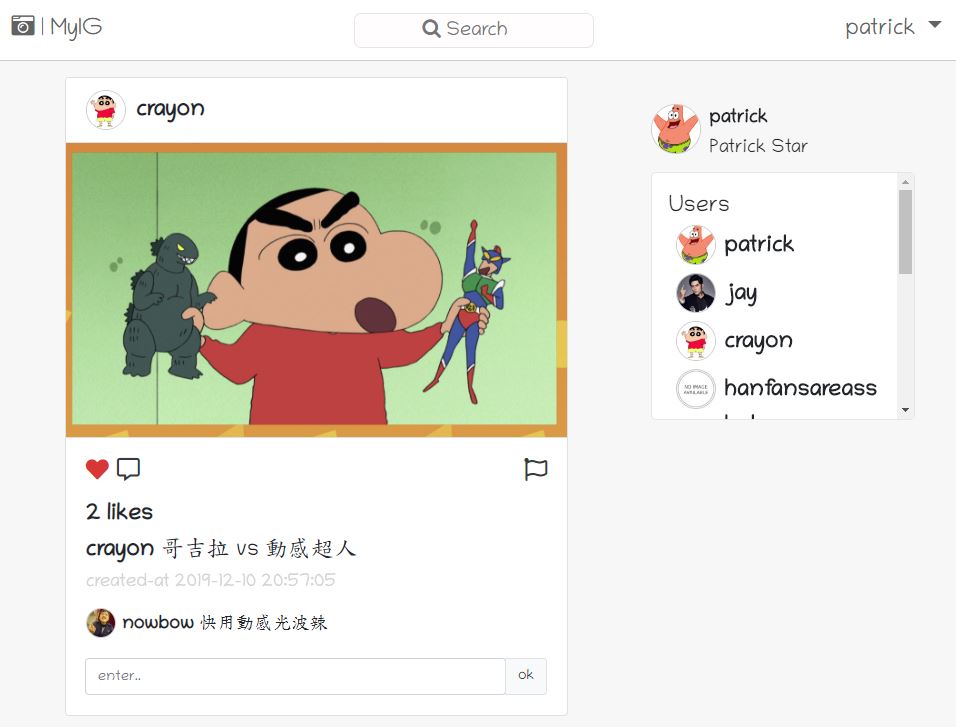 | MyIG
Search
patrick
crayon
2 likes
crayon 哥吉拉 vs 動感超人
created-at 2019-12-10 20:57:05
nowbow 快用動感光波辣
enter..
ok
patrick
Patrick Star
Users
patrick
jay
crayon
NO IMAGE
AVAILABLE
hanfansareass